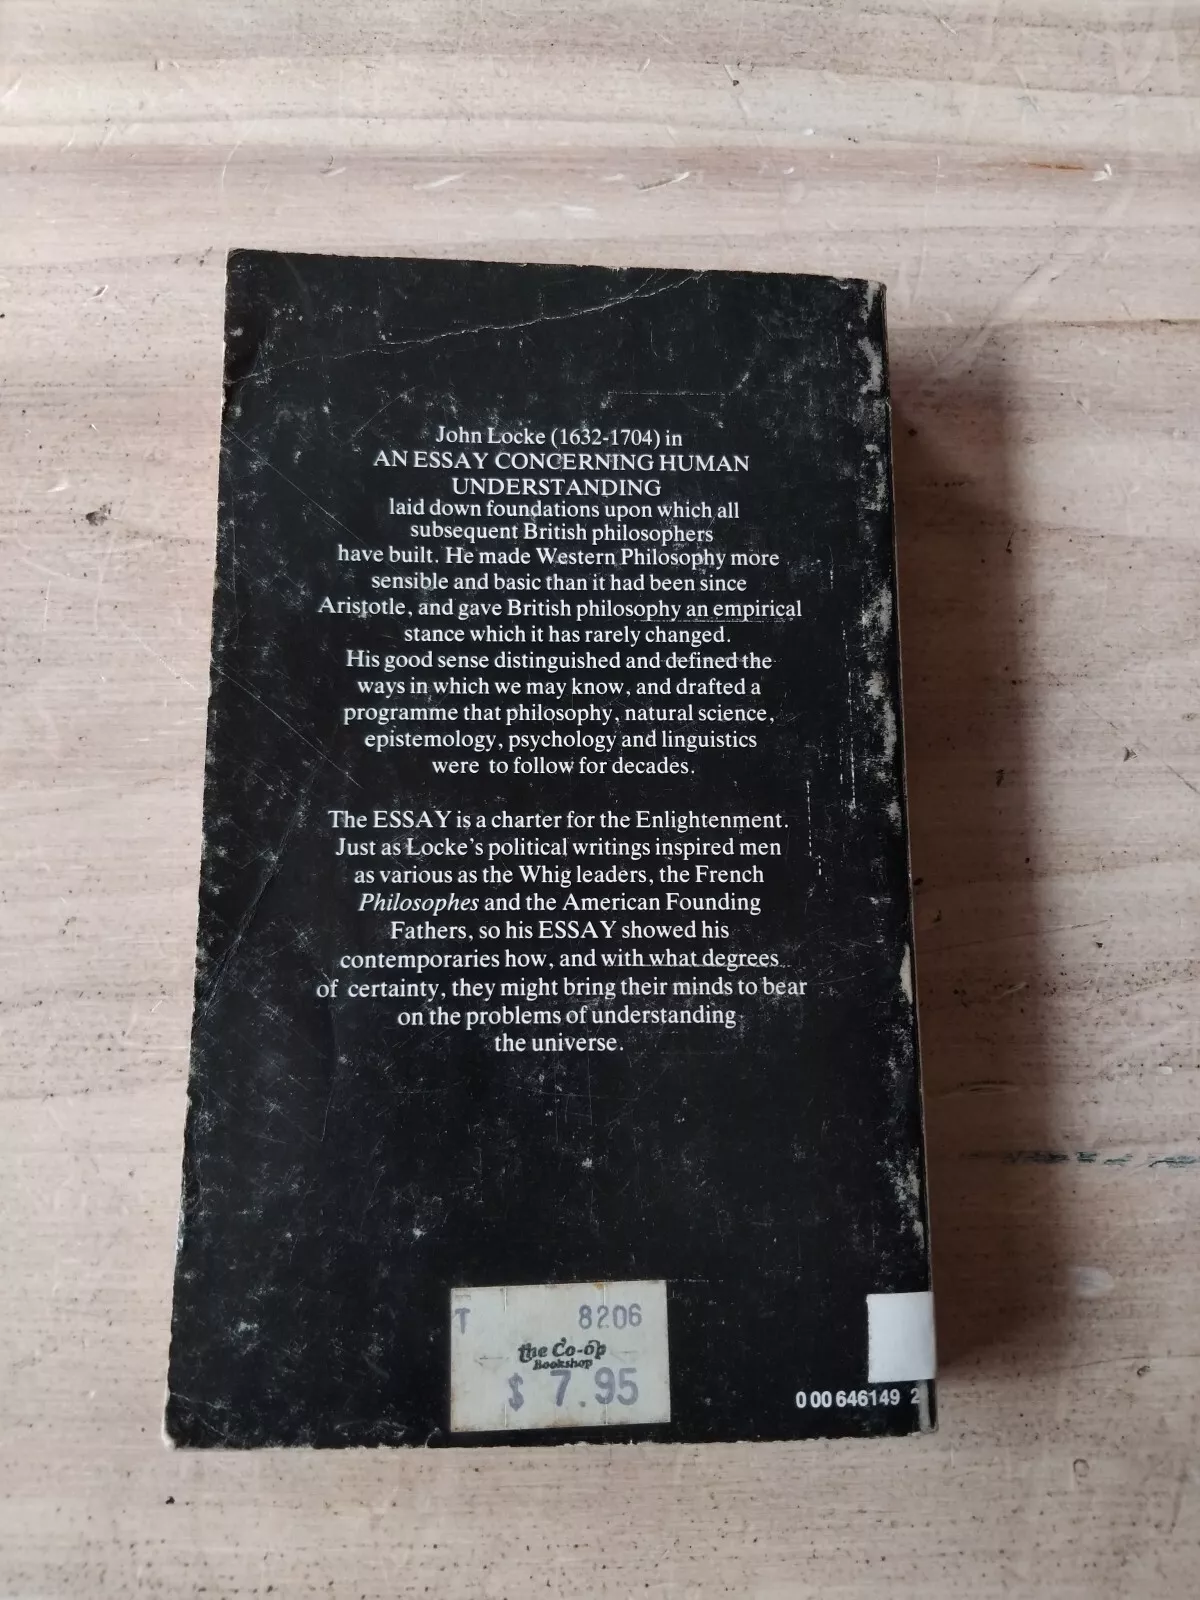 John Locke (1632-1704) in
AN ESSAY CONCERNING HUMAN
UNDERSTANDING
laid down foundations upon which all
subsequent British philosophers
have built. He made Western Philosophy more
sensible and basic than it had been since
Aristotle, and gave British philosophy an empirical
stance which it has rarely changed.
His good sense distinguished and defined the
ways in which we may know, and drafted a
programme that philosophy, natural science,
epistemology, psychology and linguistics
were to follow for decades.
The ESSAY is a charter for the Enlightenment.
Just as Locke's political writings inspired men
as various as the Whig leaders, the French
Philosophes and the American Founding
Fathers, so his ESSAY showed his
contemporaries how, and with what degrees
of certainty, they might bring their minds to bear
on the problems of understanding
the universe.
T 8206
the Co-op
Bookshop
$ 7.95
0 00 646149 2